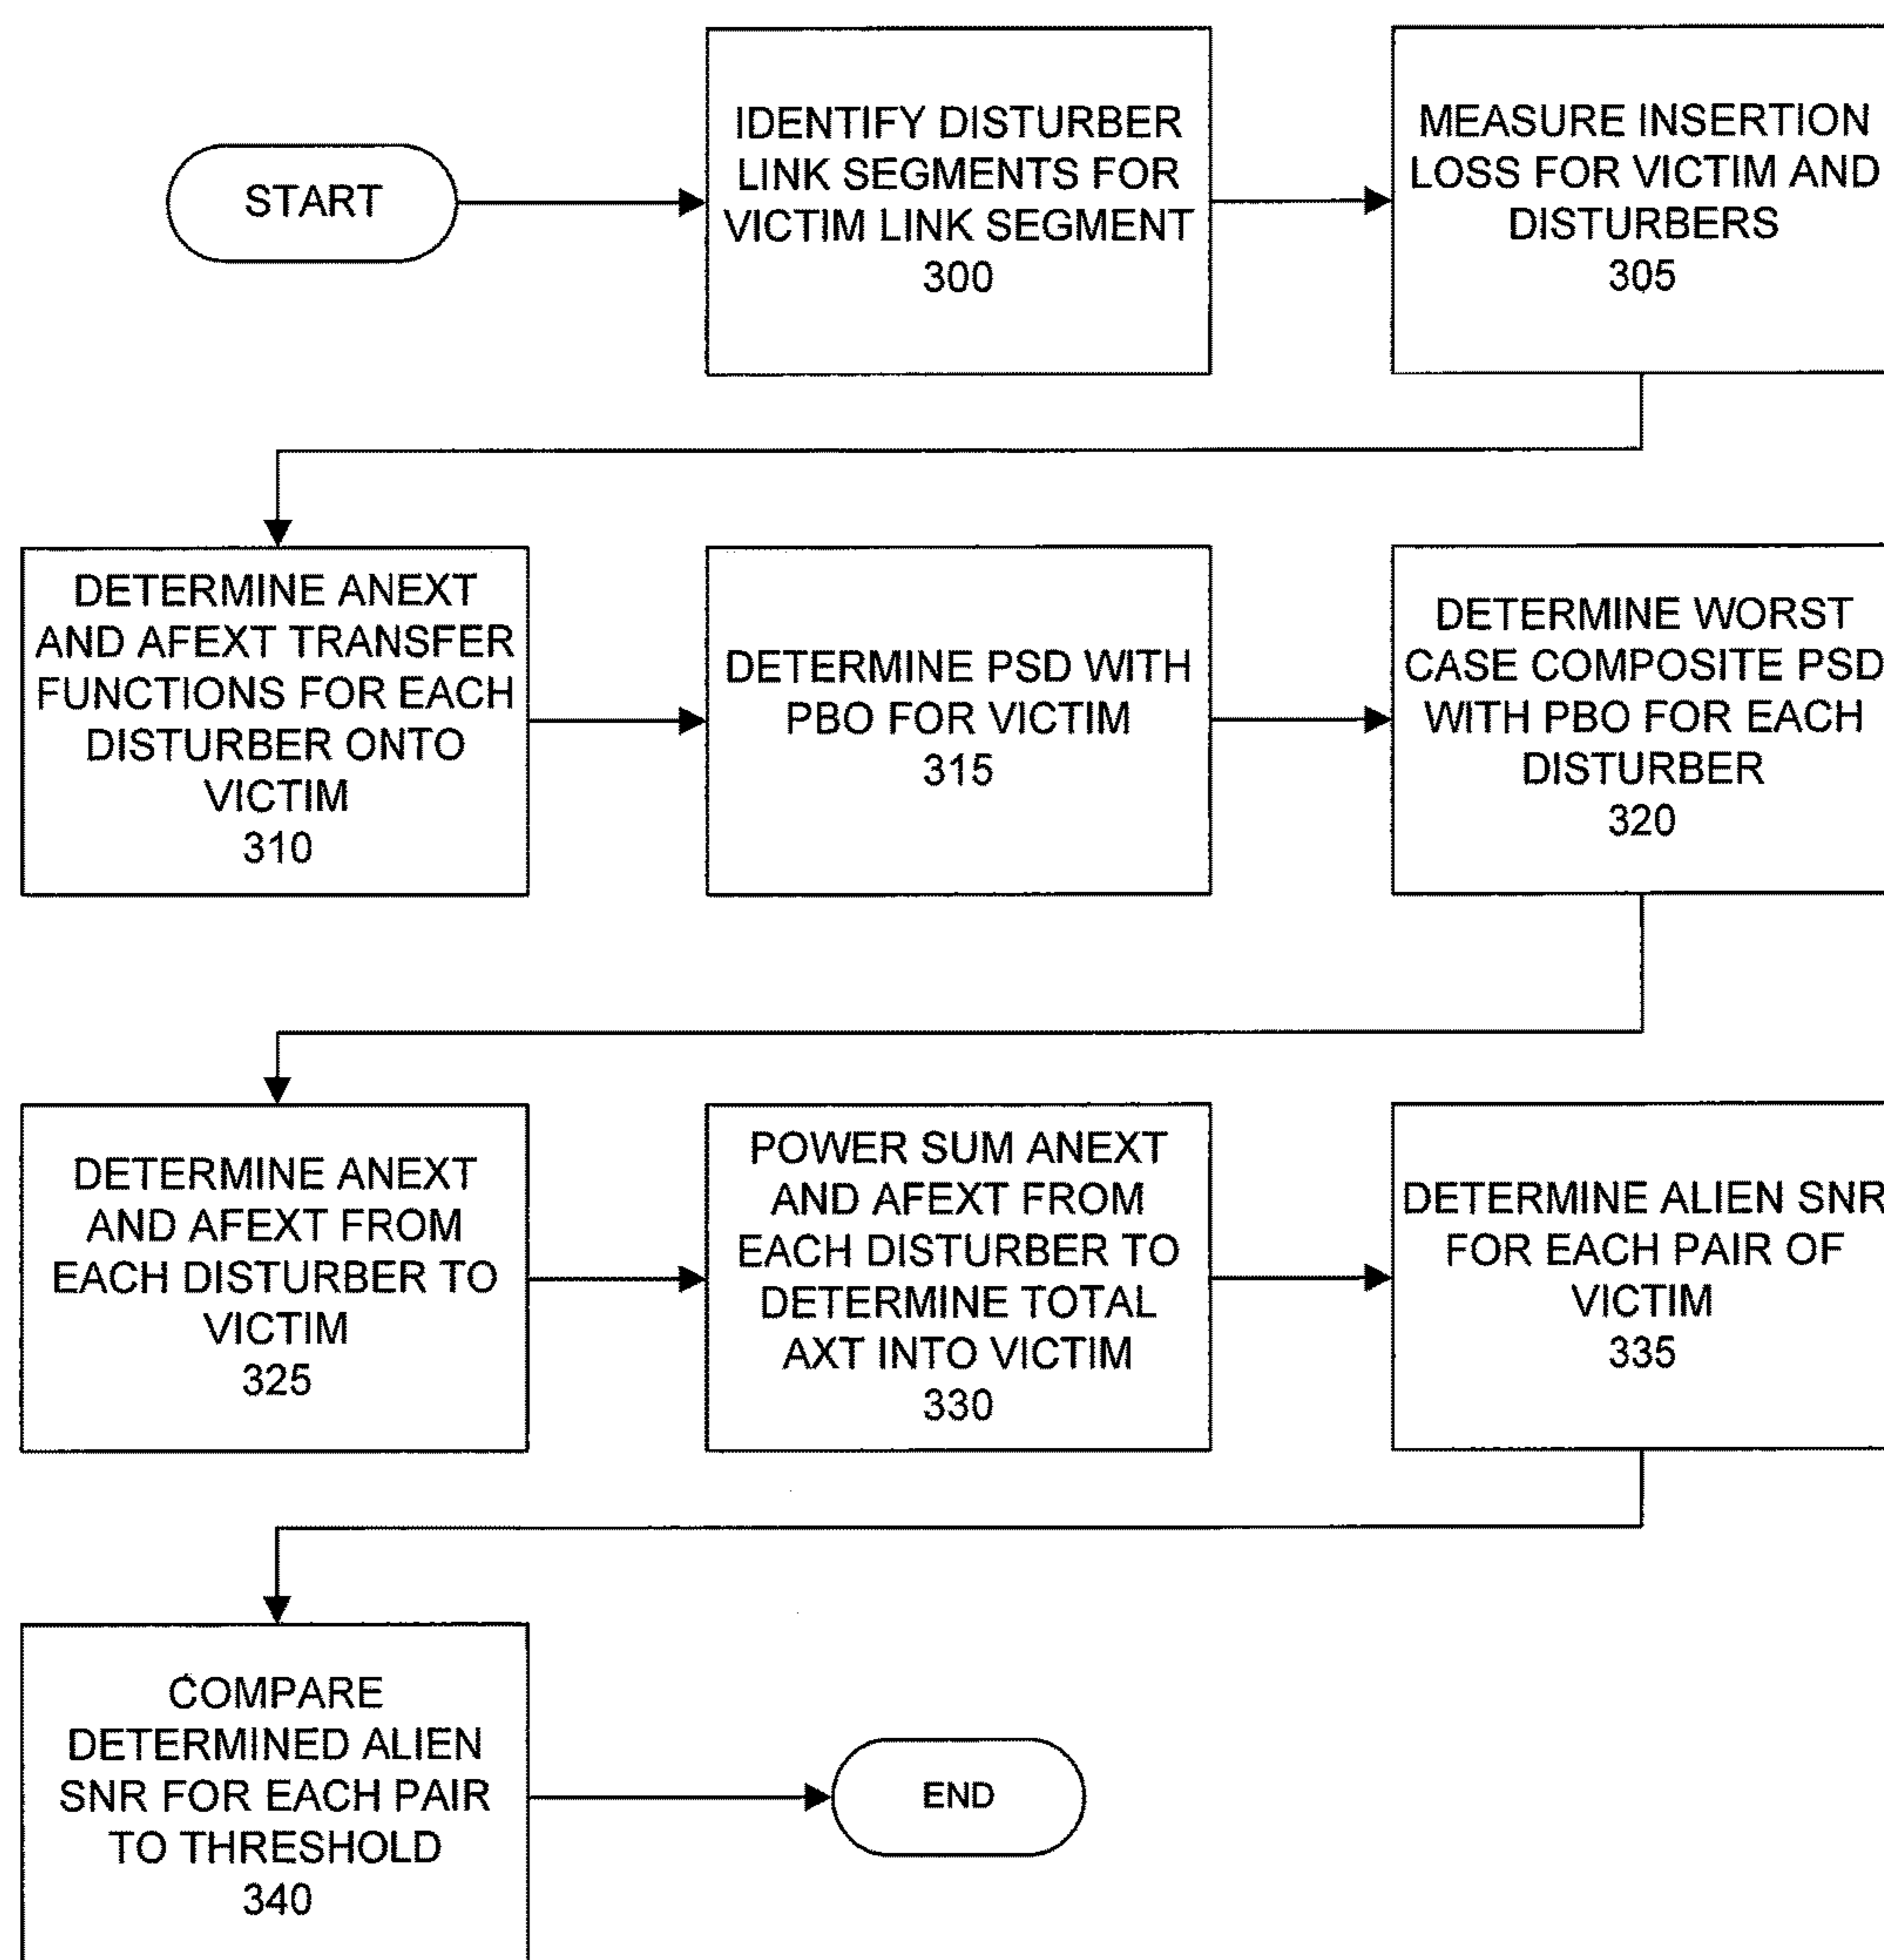 START
IDENTIFY DISTURBER
LINK SEGMENTS FOR
VICTIM LINK SEGMENT
300
MEASURE INSERTION
LOSS FOR VICTIM AND
DISTURBERS
305
DETERMINE ANEXT
AND AFEXT TRANSFER
FUNCTIONS FOR EACH
DISTURBER ONTO
VICTIM
310
DETERMINE PSD WITH
PBO FOR VICTIM
315
DETERMINE WORST
CASE COMPOSITE PSD
WITH PBO FOR EACH
DISTURBER
320
DETERMINE ANEXT
AND AFEXT FROM
EACH DISTURBER TO
VICTIM
325
POWER SUM ANEXT
AND AFEXT FROM
EACH DISTURBER TO
DETERMINE TOTAL
AXT INTO VICTIM
330
DETERMINE ALIEN SNR
FOR EACH PAIR OF
VICTIM
335
COMPARE
DETERMINED ALIEN
SNR FOR EACH PAIR
TO THRESHOLD
340
END